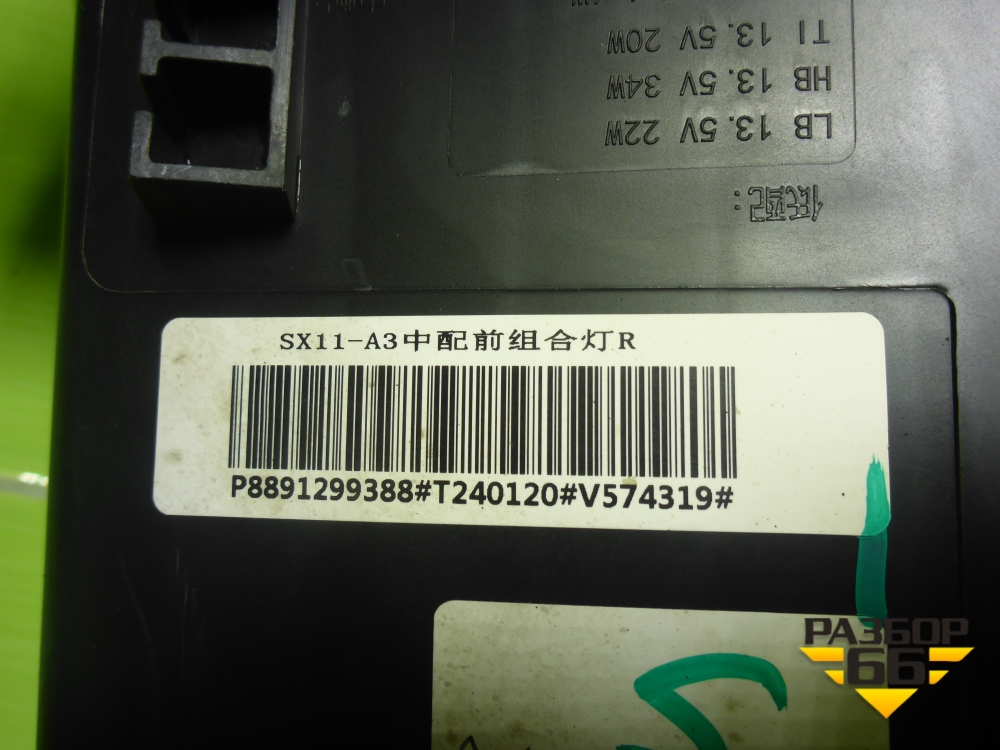 TI 13.5V 20W
HB 13.5V 34W
LB 13.5V 22W
低配:
SX11-A3中配前组合灯R
P8891299388#T240120#V574319#
РАЗБОР
66